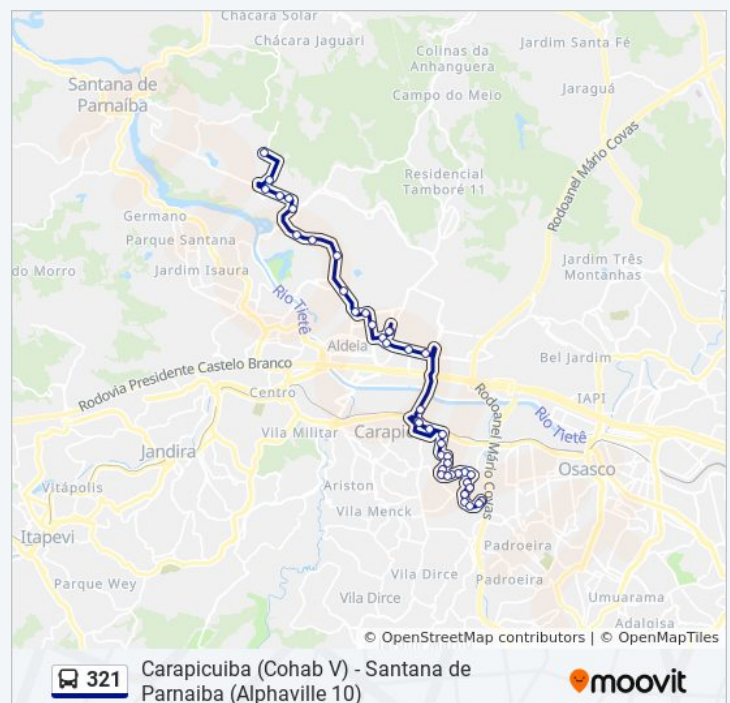 Chácara Solar
Chácara Jaguari
Colinas da
Anhanguera
Jardim Santa Fé
Santana de
Parnaíba
Campo do Meio
Jaraguá
Rodoanel Mário Covas
Residencial
Tamboré 11
Germano
Parque Santana
do Morro
Jardim Isaura
Jardim Três
Montanhas
Rio Tietê
Aldeia
Bel Jardim
Rodovia Presidente Castelo Branco
Centro
Rodoanel Mário Covas
IAPI
Rio Tietê
Vila Militar
Carapic
Jandira
Osasco
Vitápolis
Ariston
Vila Menck
Itapevi
Padroeira
Parque Wey
Vila Dirce
Padroeira
Vila Dirce
Umuarama
Adalgisa
© OpenStreetMap contributors | © OpenMapTiles
321
Carapicuiba (Cohab V) - Santana de
Parnaiba (Alphaville 10)
moovit